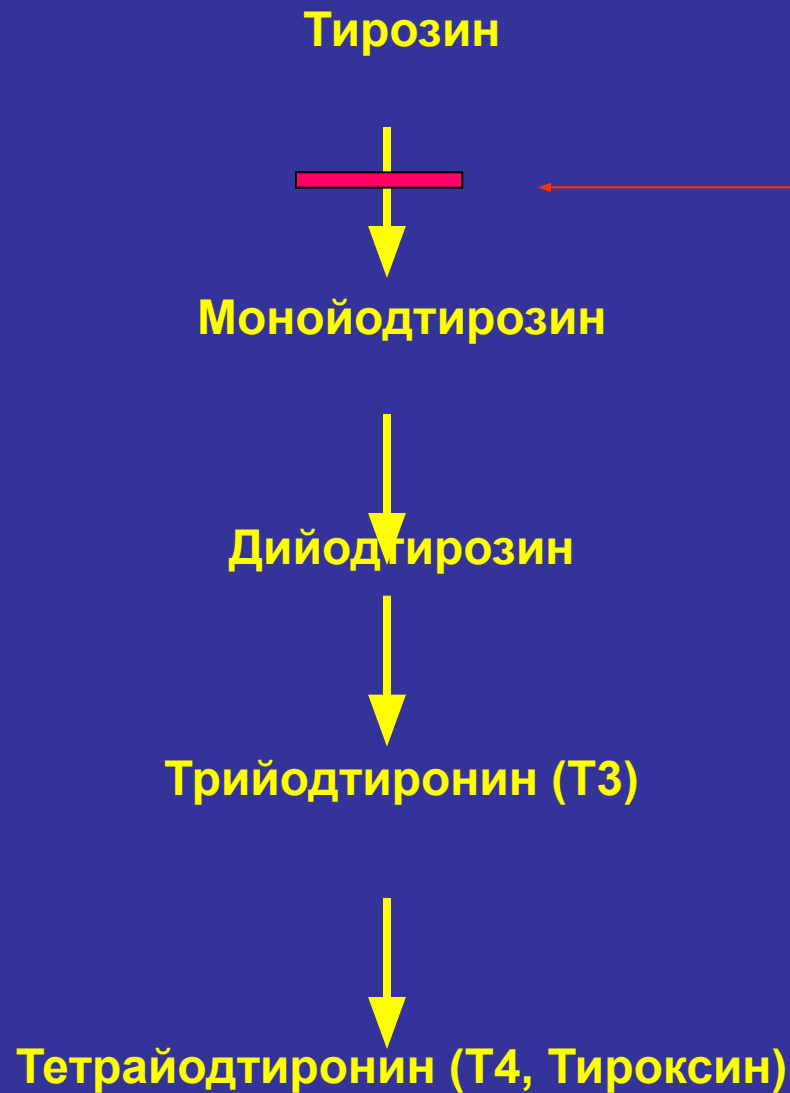 Тирозин
Монойодтирозин
Дийодтирозин
Трийодтиронин (Т3)
Тетрайодтиронин (Т4, Тироксин)